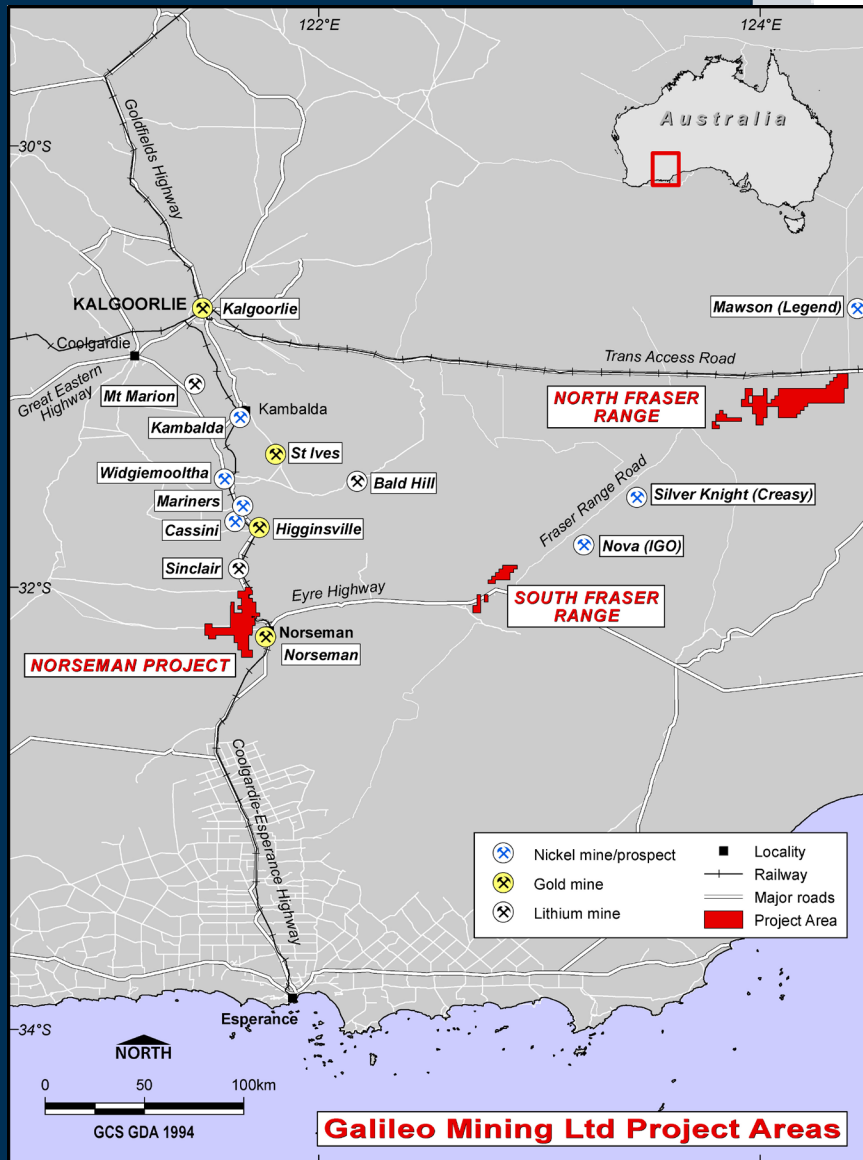 122°E
124°E
Australia
30°S
Goldfields Highway
KALGOORLIE
Kalgoorlie
Mawson (Legend)
Coolgardie
Trans Access Road
Great Eastern
Highway
Mt Marion
NORTH FRASER
RANGE
Kambalda
Kambalda
St Ives
Widgiemooltha
Bald Hill
Fraser Range Road
Silver Knight (Creasy)
Mariners
Cassini
Higginsville
Nova (IGO)
Sinclair
32°S
Eyre Highway
SOUTH FRASER
RANGE
Norseman
Norseman
NORSEMAN PROJECT
Coolgardie-Esperance Highway
Nickel mine/prospect
Gold mine
Lithium mine
Locality
Railway
Major roads
Project Area
Esperance
34°S
NORTH
0 50 100km
GCS GDA 1994
Galileo Mining Ltd Project Areas